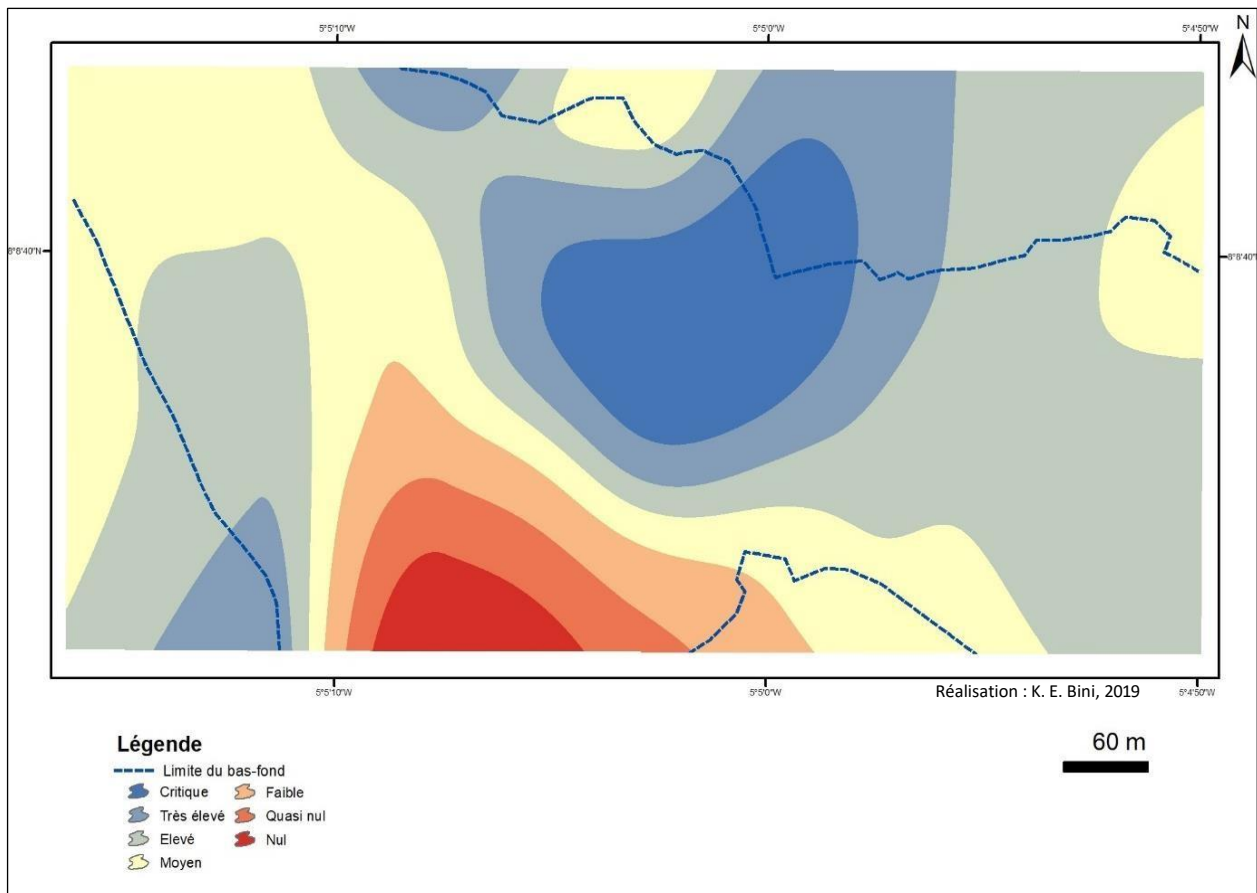 N
5°5'10"W 5°5'0"W 5°4'50"W
8°8'40"N 8°8'40"N
5°5'10"W 5°5'0"W 5°4'50"W
Réalisation : K. E. Bini, 2019
Légende
60 m
Limite du bas-fond
Critique Faible
Très élevé Quasi nul
Elevé Nul
Moyen